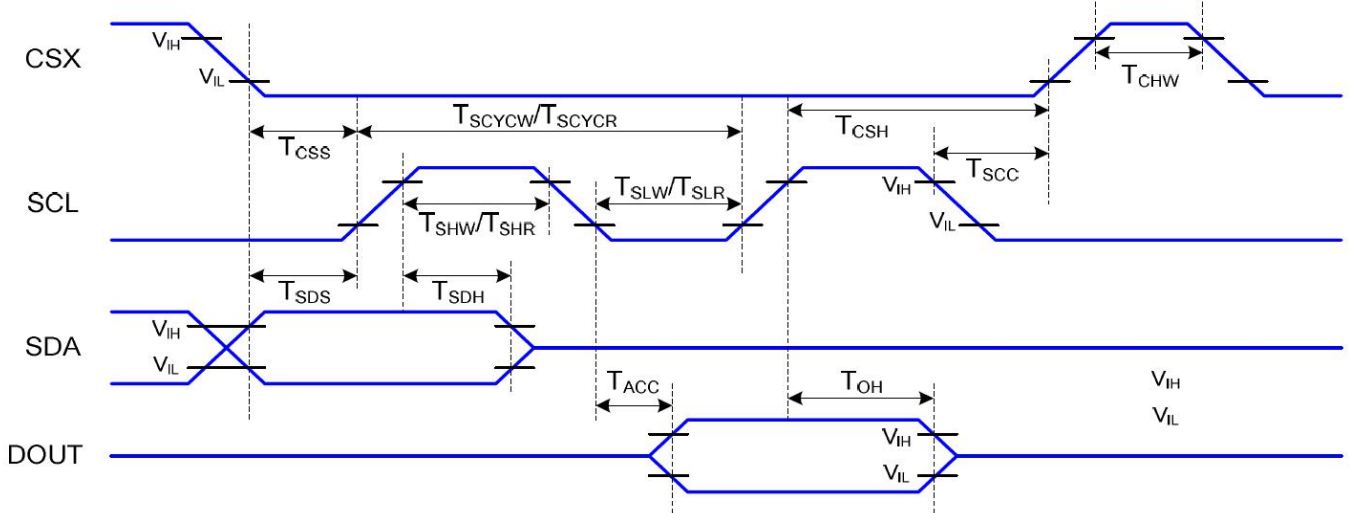 CSX
VIH
VIL
TCHW
TSCYCW/TSCYCR
TCSH
TCSS
TSCC
SCL
TSLW/TSLR
VIH
TSHW/TSHR
VIL
TSDS
TSDH
SDA
VIH
VIL
TACC
TOH
VIH
VIL
DOUT
VIH
VIL